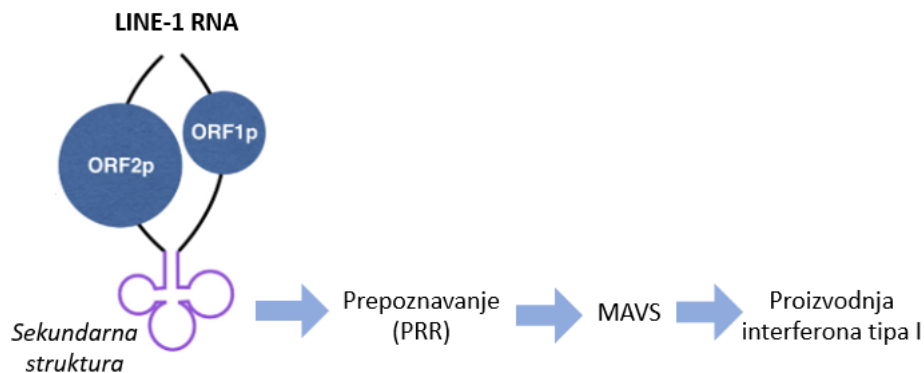 LINE-1 RNA
ORF1p
ORF2p
Sekundarna
struktura
Prepoznavanje
(PRR)
MAVS
Proizvodnja
interferona tipa I